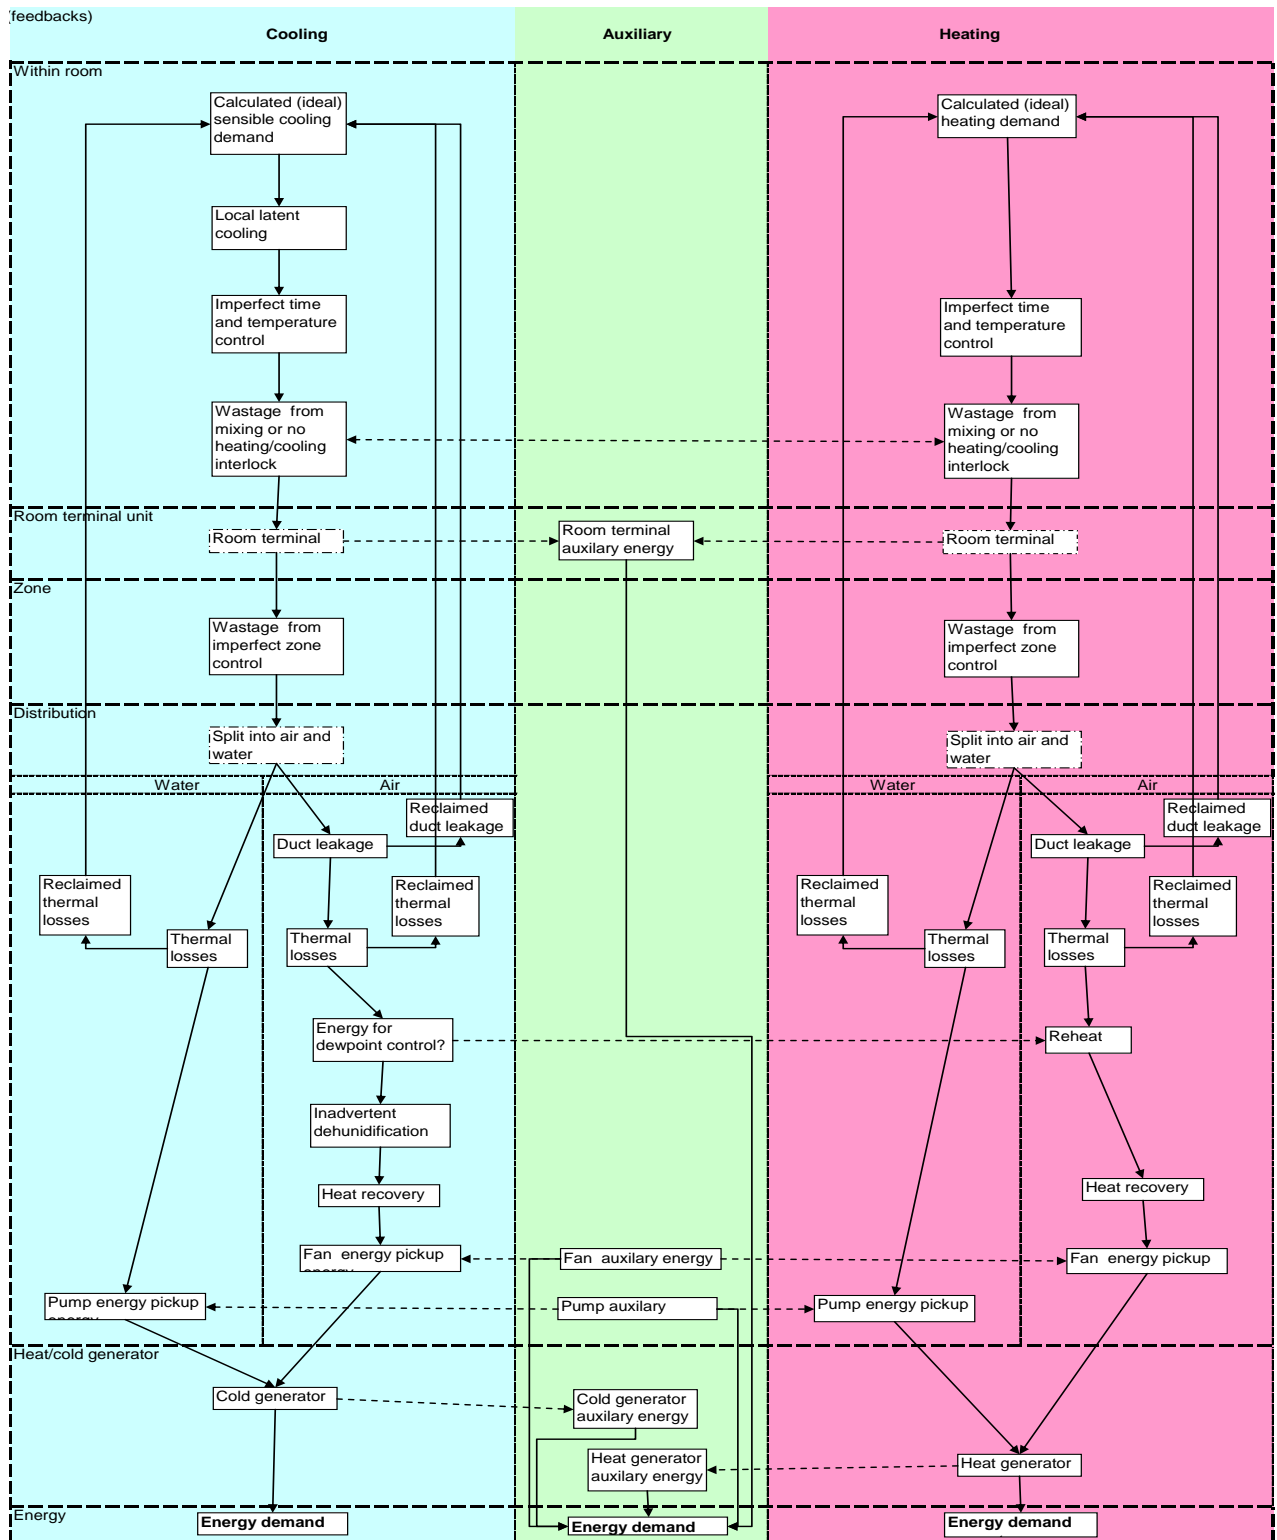 (feedbacks)
Cooling
Auxiliary
Heating
Within room
Calculated (ideal)
sensible cooling
demand
Calculated (ideal)
heating demand
Local latent
cooling
Imperfect time
and temperature
control
Imperfect time
and temperature
control
Wastage from
mixing or no
heating/cooling
interlock
Wastage from
mixing or no
heating/cooling
interlock
Room terminal unit
Room terminal
Room terminal
auxilary energy
Room terminal
Zone
Wastage from
imperfect zone
control
Wastage from
imperfect zone
control
Distribution
Split into air and
water
Split into air and
water
Water
Air
Water
Air
Reclaimed
duct leakage
Reclaimed
duct leakage
Duct leakage
Duct leakage
Reclaimed
thermal
losses
Reclaimed
thermal
losses
Reclaimed
thermal
losses
Reclaimed
thermal
losses
Thermal
losses
Thermal
losses
Thermal
losses
Thermal
losses
Energy for
dewpoint control?
Reheat
Inadvertent
dehunidification
Heat recovery
Heat recovery
Fan energy pickup
energy
Fan auxilary energy
Fan energy pickup
Pump energy pickup
energy
Pump auxilary
Pump energy pickup
Heat/cold generator
Cold generator
Cold generator
auxilary energy
Heat generator
auxilary energy
Heat generator
Energy
Energy demand
Energy demand
Energy demand